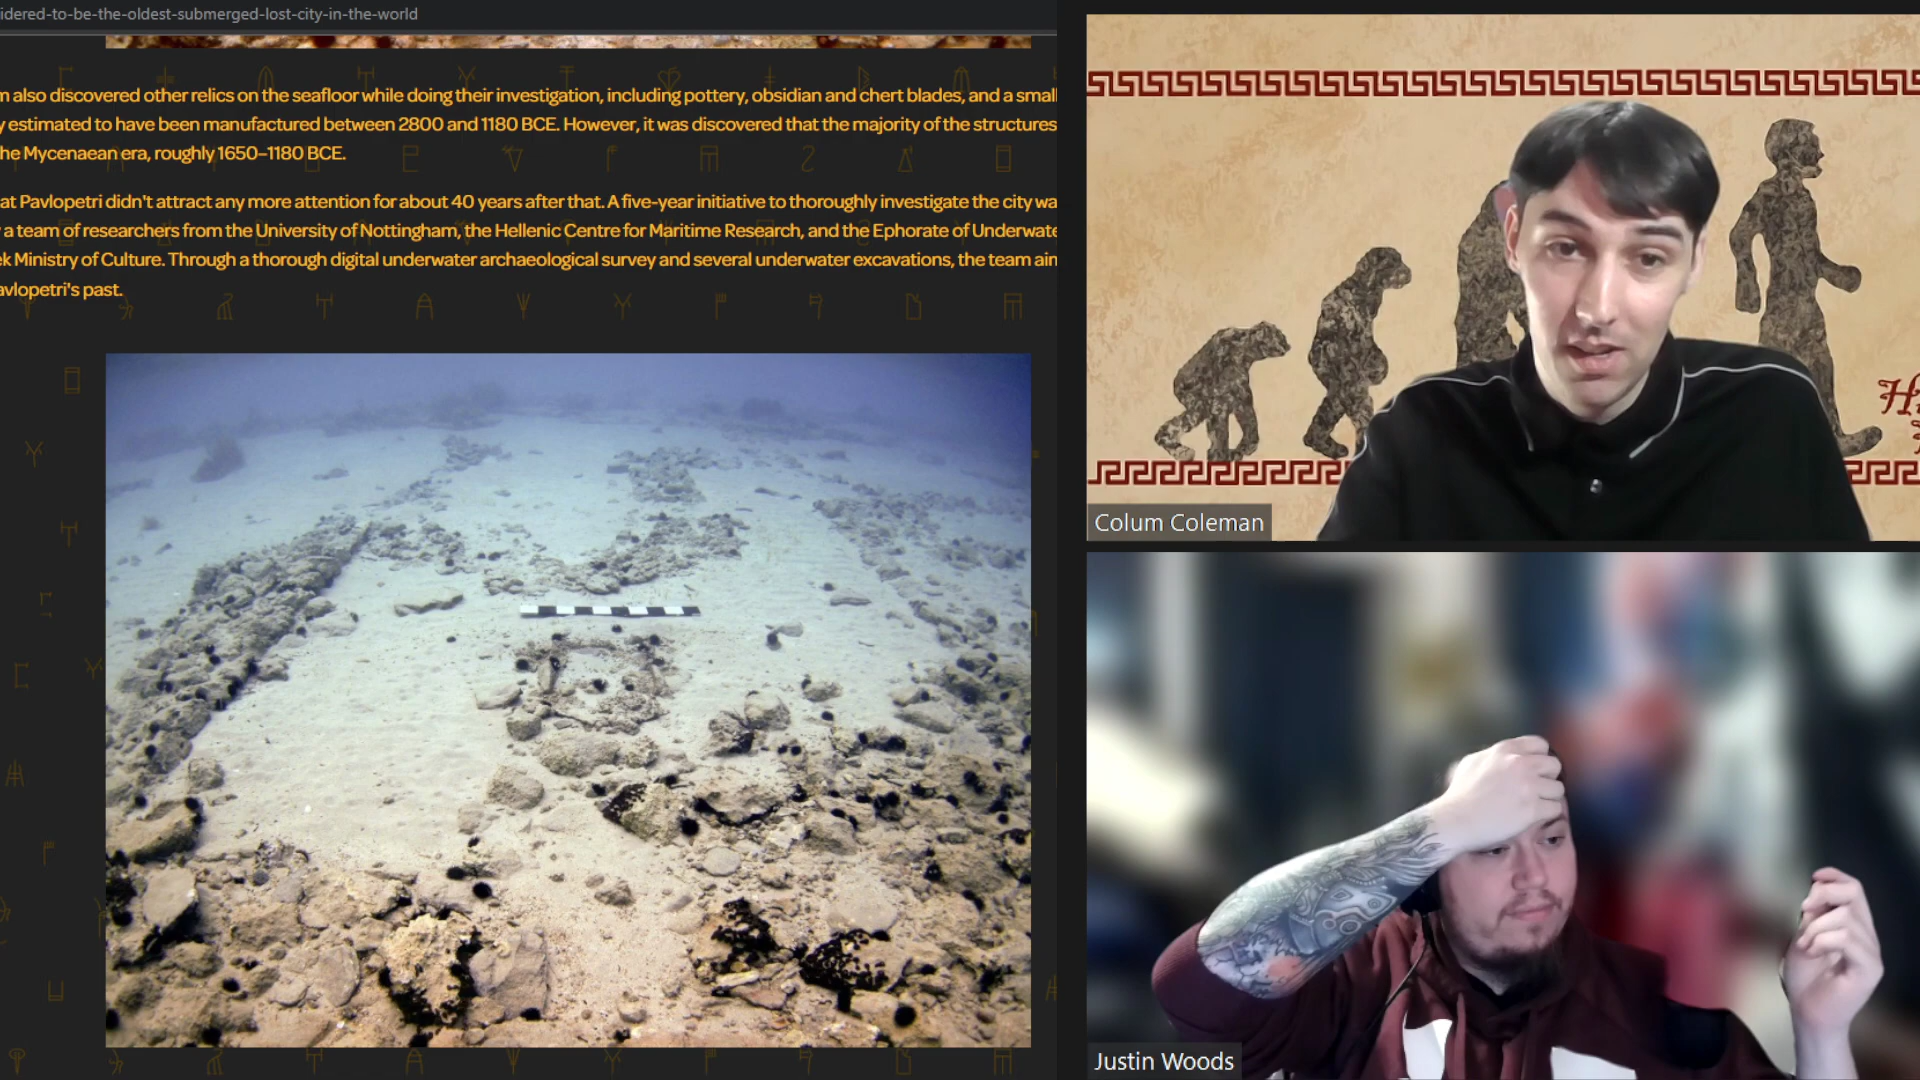 idered-to-be-the-oldest-submerged-lost-city-in-the-world
m also discovered other relics on the seafloor while doing their investigation, including pottery, obsidian and chert blades, and a small
y estimated to have been manufactured between 2800 and 1180 BCE. However, it was discovered that the majority of the structures
he Mycenaean era, roughly 1650–1180 BCE.
at Pavlopetri didn't attract any more attention for about 40 years after that. A five-year initiative to thoroughly investigate the city wa
y a team of researchers from the University of Nottingham, the Hellenic Centre for Maritime Research, and the Ephorate of Underwate
ek Ministry of Culture. Through a thorough digital underwater archaeological survey and several underwater excavations, the team aim
avlopetri's past.
Colum Coleman
Justin Woods